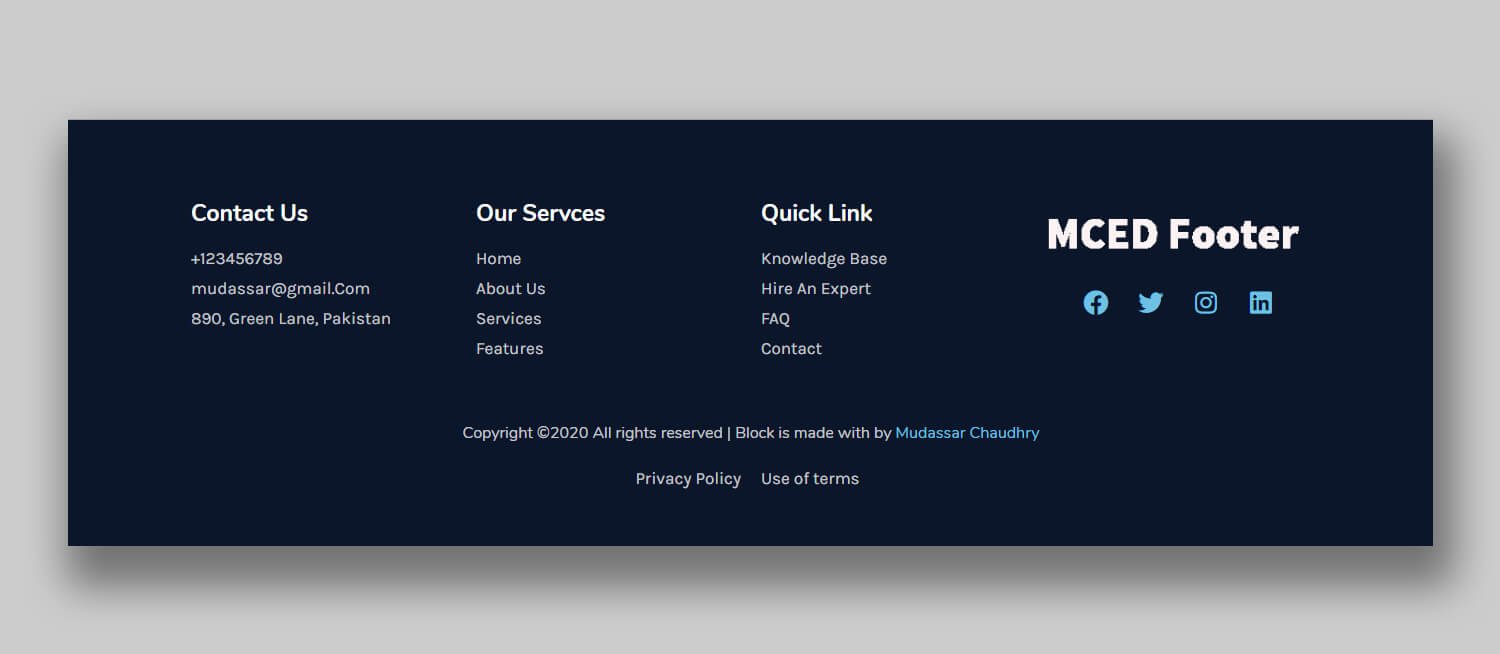 Contact Us
+123456789
mudassar@gmail.Com
890, Green Lane, Pakistan
Our Servces
Home
About Us
Services
Features
Quick Link
Knowledge Base
Hire An Expert
FAQ
Contact
MCED Footer
Copyright ©2020 All rights reserved | Block is made with by Mudassar Chaudhry
Privacy Policy Use of terms